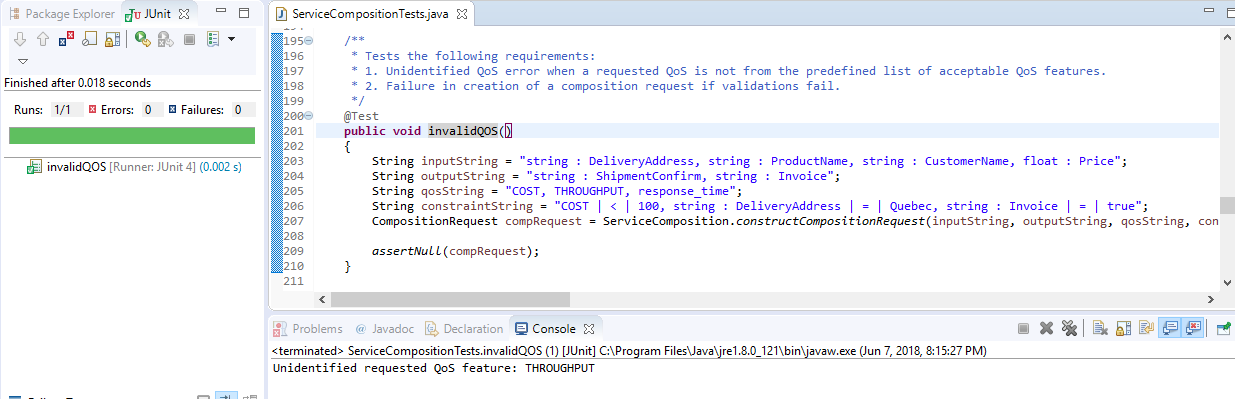 Package Explorer JUnit
Finished after 0.018 seconds
Runs: 1/1 Errors: 0 Failures: 0
invalidQOS [Runner: JUnit 4] (0.002 s)
ServiceCompositionTests.java
195 /**
196 * Tests the following requirements:
197 * 1. Unidentified QoS error when a requested QoS is not from the predefined list of acceptable QoS features.
198 * 2. Failure in creation of a composition request if validations fail.
199 */
200 @Test
201 public void invalidQOS()
202 {
203 String inputString = "string : DeliveryAddress, string : ProductName, string : CustomerName, float : Price";
204 String outputString = "string : ShipmentConfirm, string : Invoice";
205 String qosString = "COST, THROUGHPUT, response_time";
206 String constraintString = "COST | < | 100, string : DeliveryAddress | = | Quebec, string : Invoice | = | true";
207 CompositionRequest compRequest = ServiceComposition.constructCompositionRequest(inputString, outputString, qosString, con
208
209 assertNull(compRequest);
210 }
211
Problems Javadoc Declaration Console
<terminated> ServiceCompositionTests.invalidQOS (1) [JUnit] C:\Program Files\Java\jre1.8.0_121\bin\javaw.exe (Jun 7, 2018, 8:15:27 PM)
Unidentified requested QoS feature: THROUGHPUT